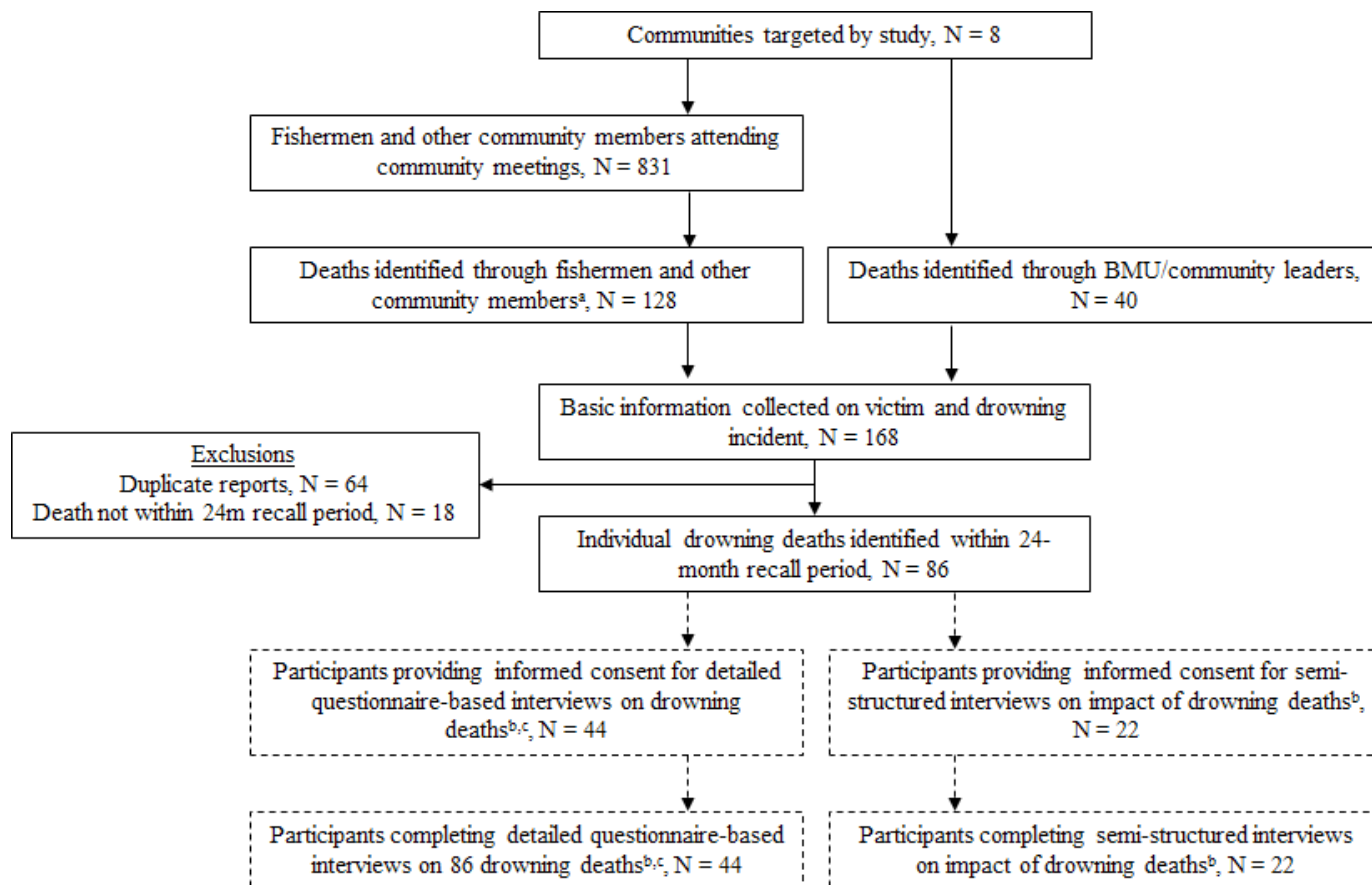 Communities targeted by study, N = 8
Fishermen and other community members attending
community meetings, N = 831
Deaths identified through fishermen and other
community membersᵃ, N = 128
Deaths identified through BMU/community leaders,
N = 40
Basic information collected on victim and drowning
incident, N = 168
Exclusions
Duplicate reports, N = 64
Death not within 24m recall period, N = 18
Individual drowning deaths identified within 24-
month recall period, N = 86
Participants providing informed consent for detailed
questionnaire-based interviews on drowning
deathsᵇ,ᶜ, N = 44
Participants providing informed consent for semi-
structured interviews on impact of drowning deathsᵇ,
N = 22
Participants completing detailed questionnaire-based
interviews on 86 drowning deathsᵇ,ᶜ, N = 44
Participants completing semi-structured interviews
on impact of drowning deathsᵇ, N = 22